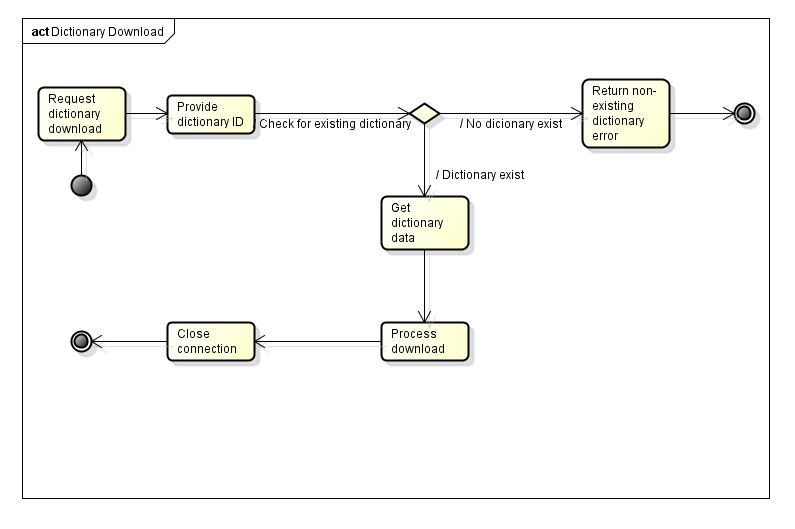 act Dictionary Download
Request
dictionary
download
Provide
dictionary ID
/ Check for existing dictionary
/ No dicionary exist
Return non-
existing
dictionary
error
/ Dictionary exist
Get
dictionary
data
Close
connection
Process
download